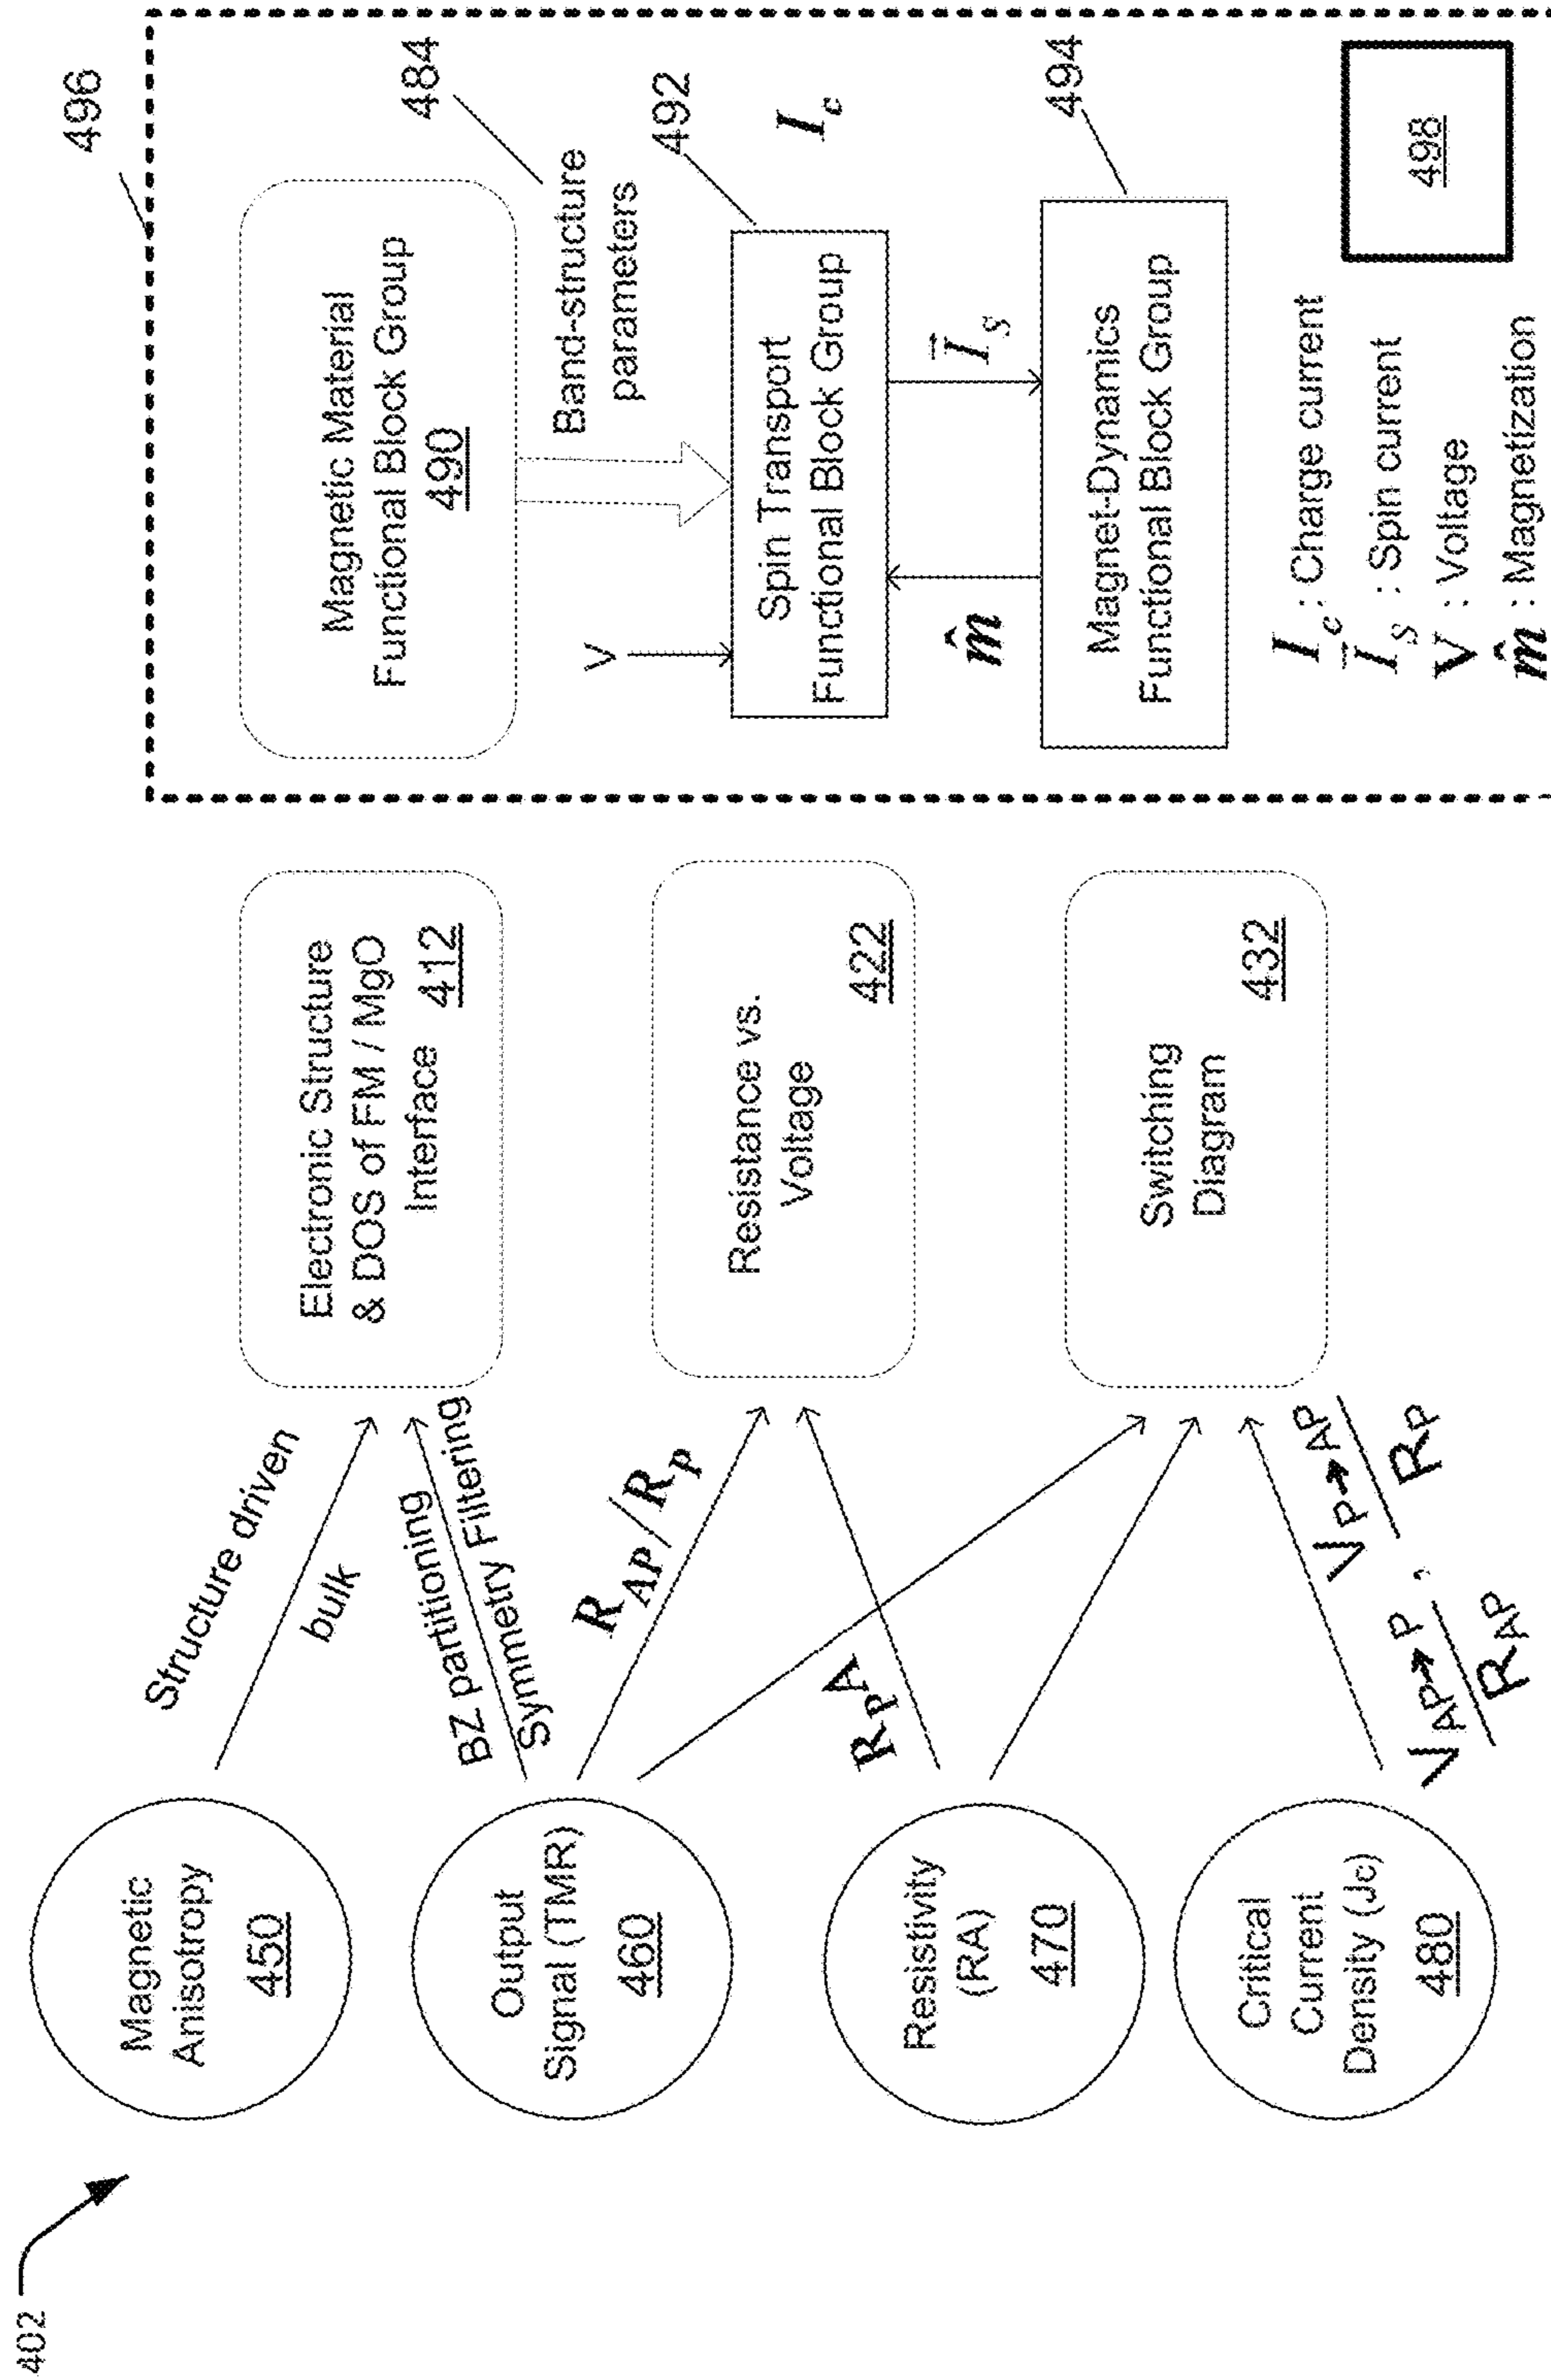 402
Magnetic
Anisotropy
450
Output
Signal (TMR)
460
Resistivity
(RA)
470
Critical
Current
Density (Jc)
480
Structure driven
bulk
BZ partitioning
Symmetry Filtering
R_AP/R_P
R_P A
V_AP→P / R_AP , V_P→AP / R_P
Electronic Structure
& DOS of FM / MgO
Interface 412
Resistance vs.
Voltage
422
Switching
Diagram
432
496
Magnetic Material
Functional Block Group
490
484
Band-structure
parameters
V
492
I_c
Spin Transport
Functional Block Group
m̂
I⃗_S
494
Magnet-Dynamics
Functional Block Group
I_c : Charge current
I⃗_S : Spin current
V : Voltage
m̂ : Magnetization
498